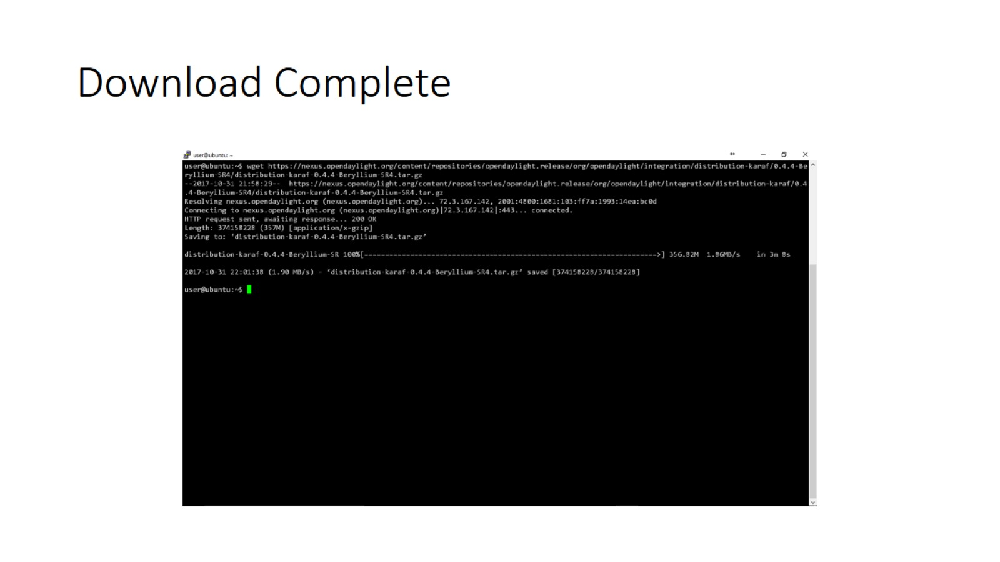 Download Complete
user@ubuntu: ~
user@ubuntu:~$ wget https://nexus.opendaylight.org/content/repositories/opendaylight.release/org/opendaylight/integration/distribution-karaf/0.4.4-Be
ryllium-SR4/distribution-karaf-0.4.4-Beryllium-SR4.tar.gz
--2017-10-31 21:58:29--  https://nexus.opendaylight.org/content/repositories/opendaylight.release/org/opendaylight/integration/distribution-karaf/0.4
.4-Beryllium-SR4/distribution-karaf-0.4.4-Beryllium-SR4.tar.gz
Resolving nexus.opendaylight.org (nexus.opendaylight.org)... 72.3.167.142, 2001:4800:1681:103:ff7a:1993:14ea:bc0d
Connecting to nexus.opendaylight.org (nexus.opendaylight.org)|72.3.167.142|:443... connected.
HTTP request sent, awaiting response... 200 OK
Length: 374158228 (357M) [application/x-gzip]
Saving to: ‘distribution-karaf-0.4.4-Beryllium-SR4.tar.gz’
distribution-karaf-0.4.4-Beryllium-SR 100%[======================================================================>] 356.82M  1.86MB/s    in 3m 8s
2017-10-31 22:01:38 (1.90 MB/s) - ‘distribution-karaf-0.4.4-Beryllium-SR4.tar.gz’ saved [374158228/374158228]
user@ubuntu:~$